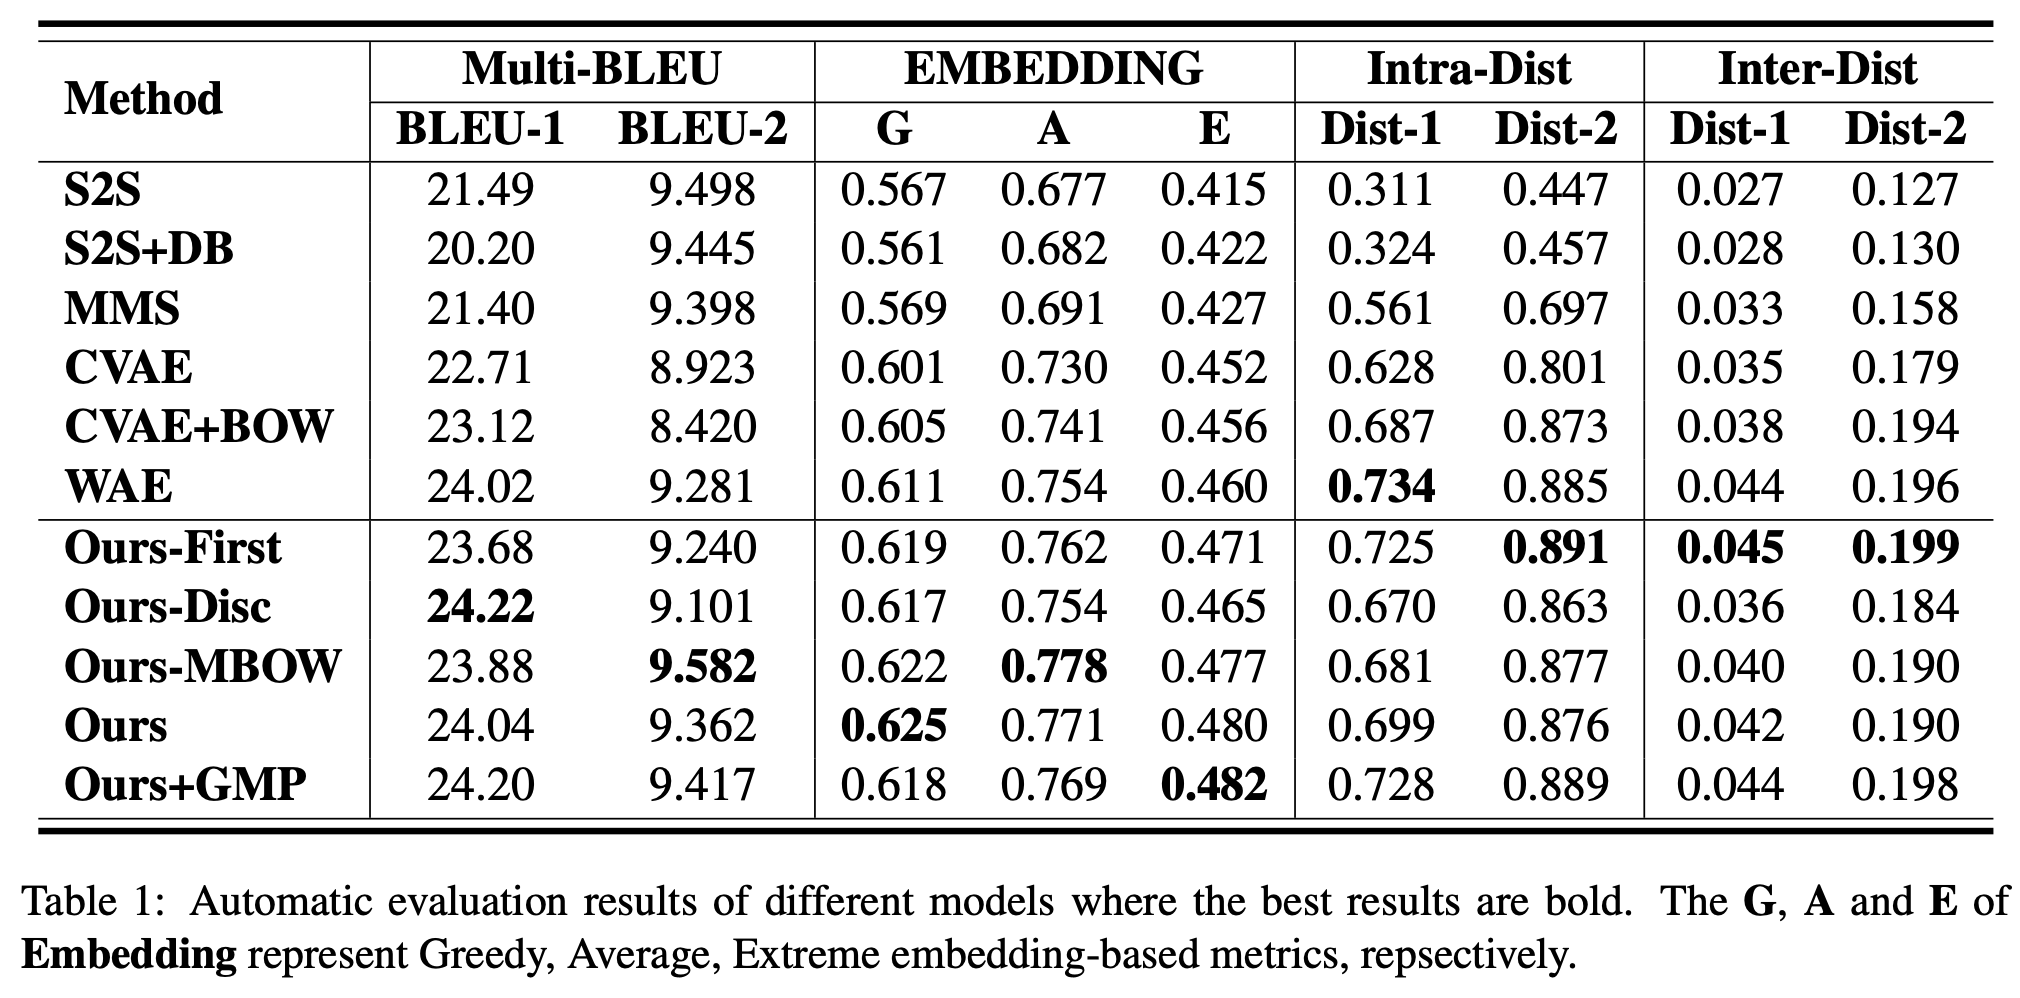 Method Multi-BLEU EMBEDDING Intra-Dist Inter-Dist
BLEU-1 BLEU-2 G A E Dist-1 Dist-2 Dist-1 Dist-2
S2S 21.49 9.498 0.567 0.677 0.415 0.311 0.447 0.027 0.127
S2S+DB 20.20 9.445 0.561 0.682 0.422 0.324 0.457 0.028 0.130
MMS 21.40 9.398 0.569 0.691 0.427 0.561 0.697 0.033 0.158
CVAE 22.71 8.923 0.601 0.730 0.452 0.628 0.801 0.035 0.179
CVAE+BOW 23.12 8.420 0.605 0.741 0.456 0.687 0.873 0.038 0.194
WAE 24.02 9.281 0.611 0.754 0.460 0.734 0.885 0.044 0.196
Ours-First 23.68 9.240 0.619 0.762 0.471 0.725 0.891 0.045 0.199
Ours-Disc 24.22 9.101 0.617 0.754 0.465 0.670 0.863 0.036 0.184
Ours-MBOW 23.88 9.582 0.622 0.778 0.477 0.681 0.877 0.040 0.190
Ours 24.04 9.362 0.625 0.771 0.480 0.699 0.876 0.042 0.190
Ours+GMP 24.20 9.417 0.618 0.769 0.482 0.728 0.889 0.044 0.198
Table 1: Automatic evaluation results of different models where the best results are bold. The G, A and E of
Embedding represent Greedy, Average, Extreme embedding-based metrics, repsectively.